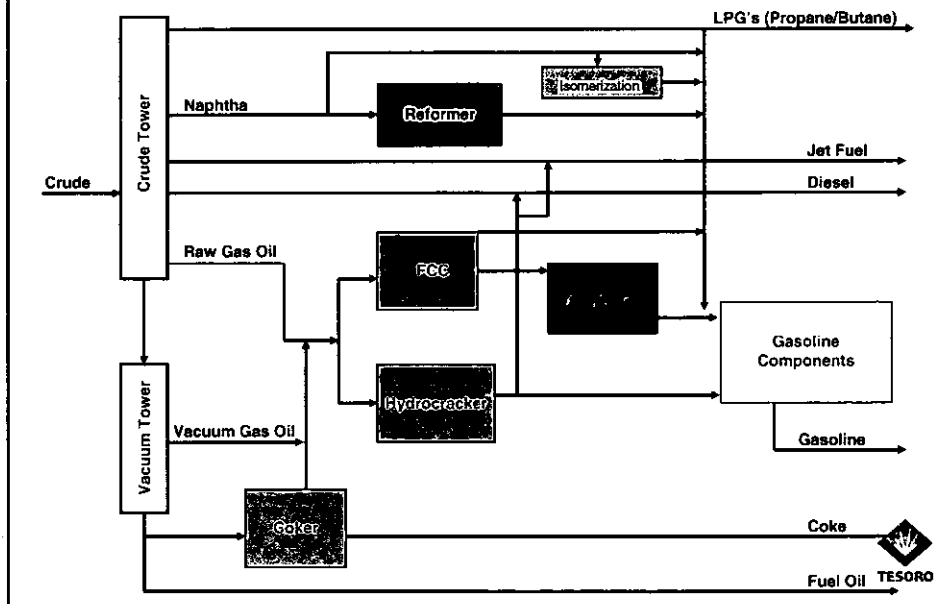 LPG's (Propane/Butane)
Isomerization
Naphtha
Reformer
Crude Tower
Jet Fuel
Crude
Diesel
Raw Gas Oil
FCC
Gasoline
Components
Hydrocracker
Vacuum Tower
Vacuum Gas Oil
Gasoline
Coker
Coke
Fuel Oil
TESORO